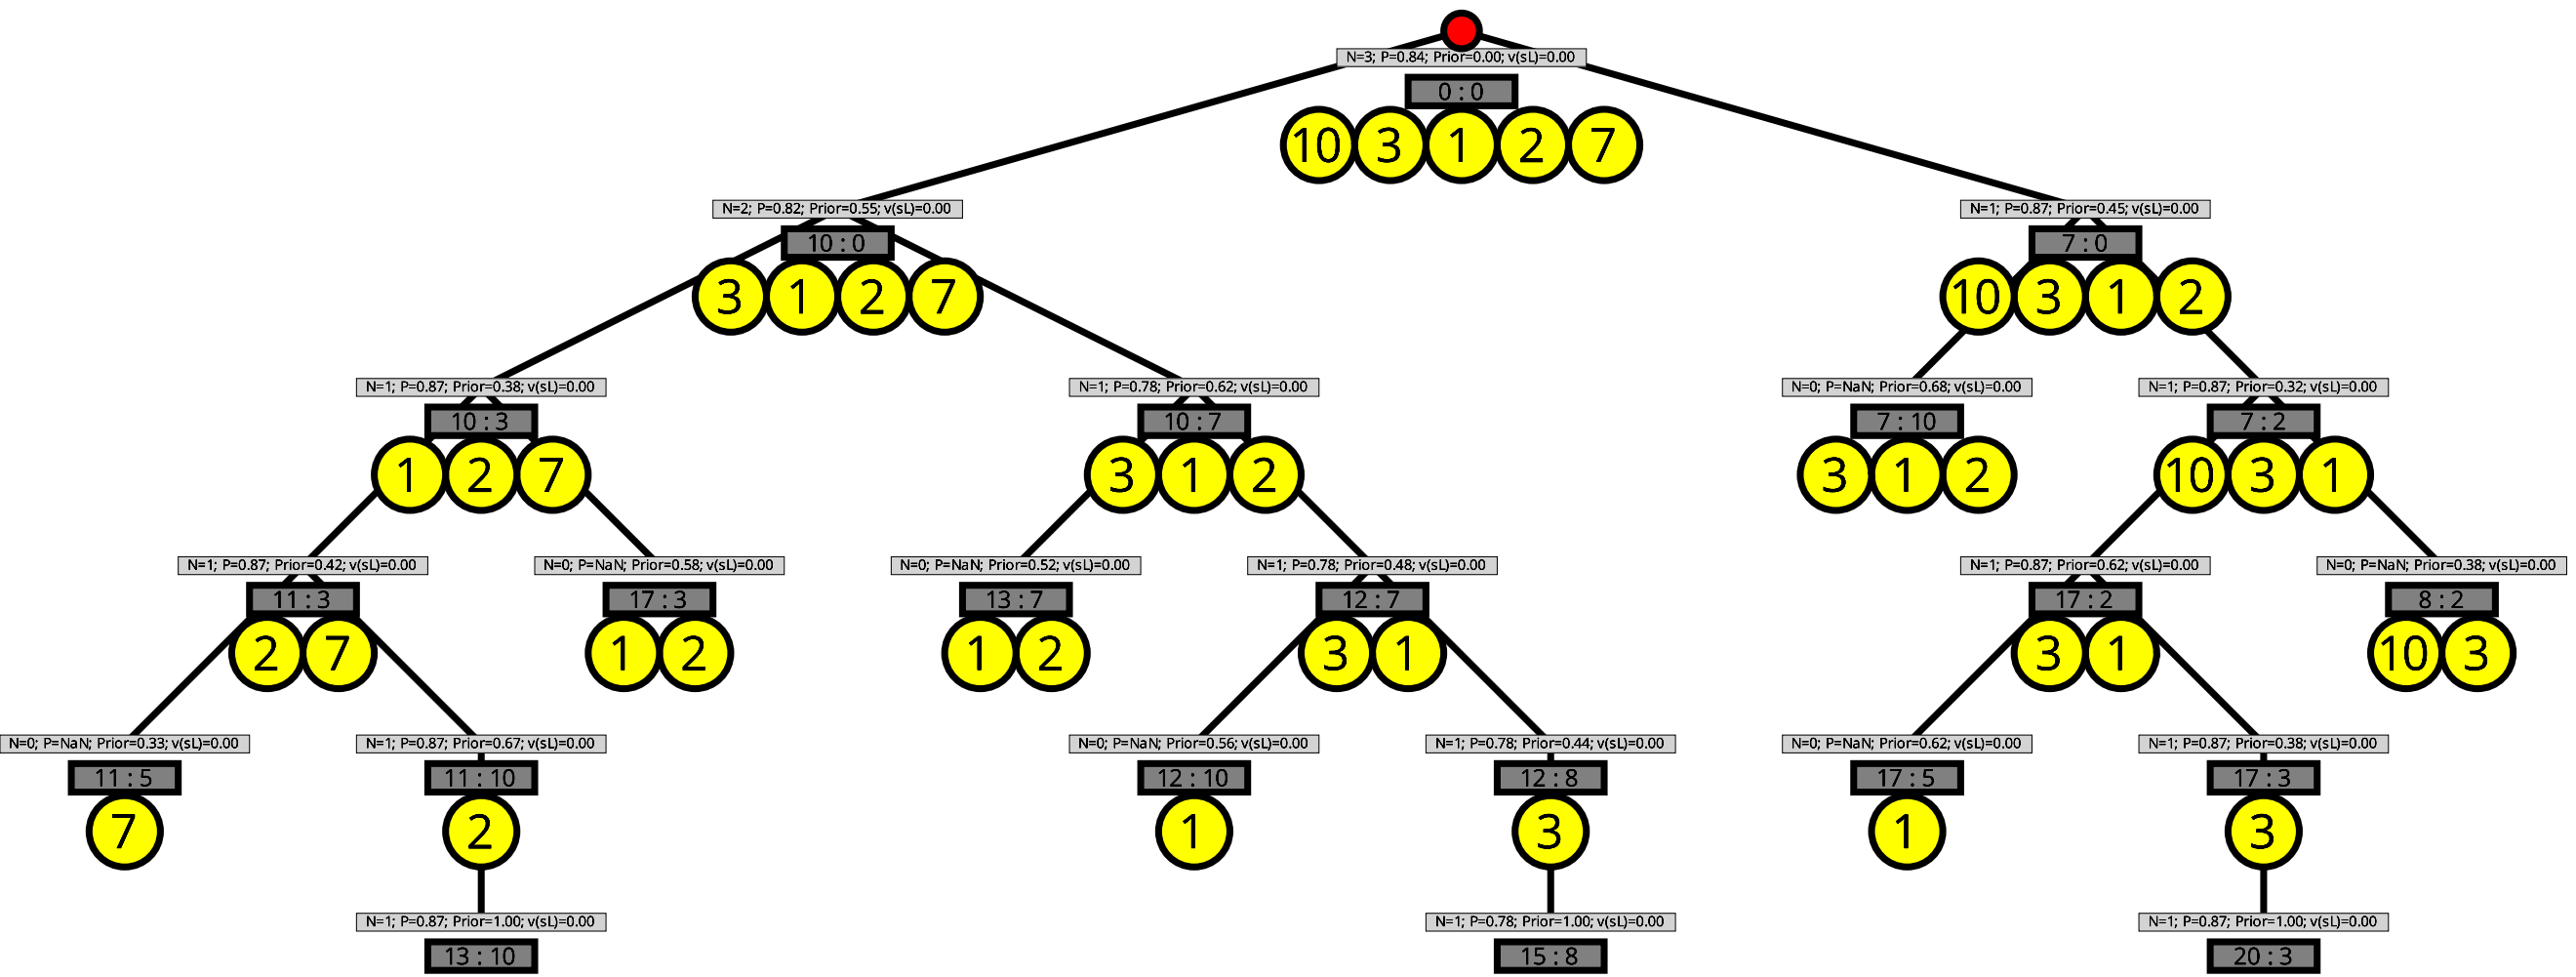 N=3; P=0.84; Prior=0.00; v(sL)=0.00
0 : 0
10 3 1 2 7
N=2; P=0.82; Prior=0.55; v(sL)=0.00
N=1; P=0.87; Prior=0.45; v(sL)=0.00
10 : 0
7 : 0
3 1 2 7
10 3 1 2
N=1; P=0.87; Prior=0.38; v(sL)=0.00
N=1; P=0.78; Prior=0.62; v(sL)=0.00
N=0; P=NaN; Prior=0.68; v(sL)=0.00
N=1; P=0.87; Prior=0.32; v(sL)=0.00
10 : 3
10 : 7
7 : 10
7 : 2
1 2 7
3 1 2
3 1 2
10 3 1
N=1; P=0.87; Prior=0.42; v(sL)=0.00
N=0; P=NaN; Prior=0.58; v(sL)=0.00
N=0; P=NaN; Prior=0.52; v(sL)=0.00
N=1; P=0.78; Prior=0.48; v(sL)=0.00
N=1; P=0.87; Prior=0.62; v(sL)=0.00
N=0; P=NaN; Prior=0.38; v(sL)=0.00
11 : 3
17 : 3
13 : 7
12 : 7
17 : 2
8 : 2
2 7
1 2
1 2
3 1
3 1
10 3
N=0; P=NaN; Prior=0.33; v(sL)=0.00
N=1; P=0.87; Prior=0.67; v(sL)=0.00
N=0; P=NaN; Prior=0.56; v(sL)=0.00
N=1; P=0.78; Prior=0.44; v(sL)=0.00
N=0; P=NaN; Prior=0.62; v(sL)=0.00
N=1; P=0.87; Prior=0.38; v(sL)=0.00
11 : 5
11 : 10
12 : 10
12 : 8
17 : 5
17 : 3
7
2
1
3
1
3
N=1; P=0.87; Prior=1.00; v(sL)=0.00
N=1; P=0.78; Prior=1.00; v(sL)=0.00
N=1; P=0.87; Prior=1.00; v(sL)=0.00
13 : 10
15 : 8
20 : 3